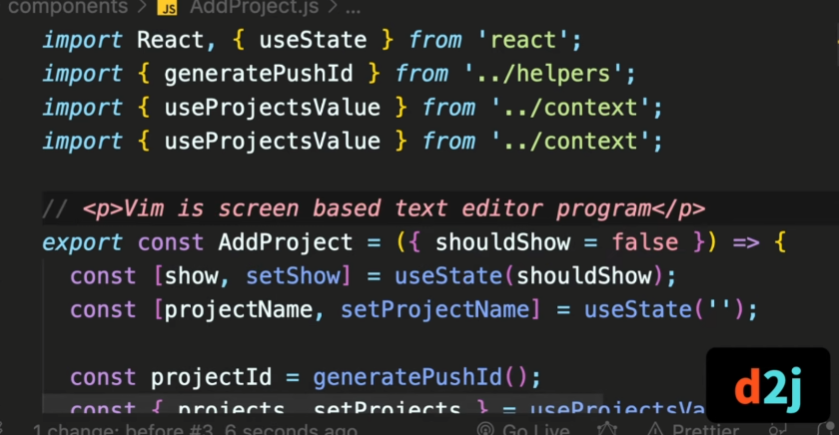 components > JS AddProject.js > ...
import React, { useState } from 'react';
import { generatePushId } from '../helpers';
import { useProjectsValue } from '../context';
import { useProjectsValue } from '../context';
// <p>Vim is screen based text editor program</p>
export const AddProject = ({ shouldShow = false }) => {
const [show, setShow] = useState(shouldShow);
const [projectName, setProjectName] = useState('');
const projectId = generatePushId();
const { projects, setProjects } = useProjectsVa
d2j
1 change; before #3 6 seconds ago Go Live Prettier